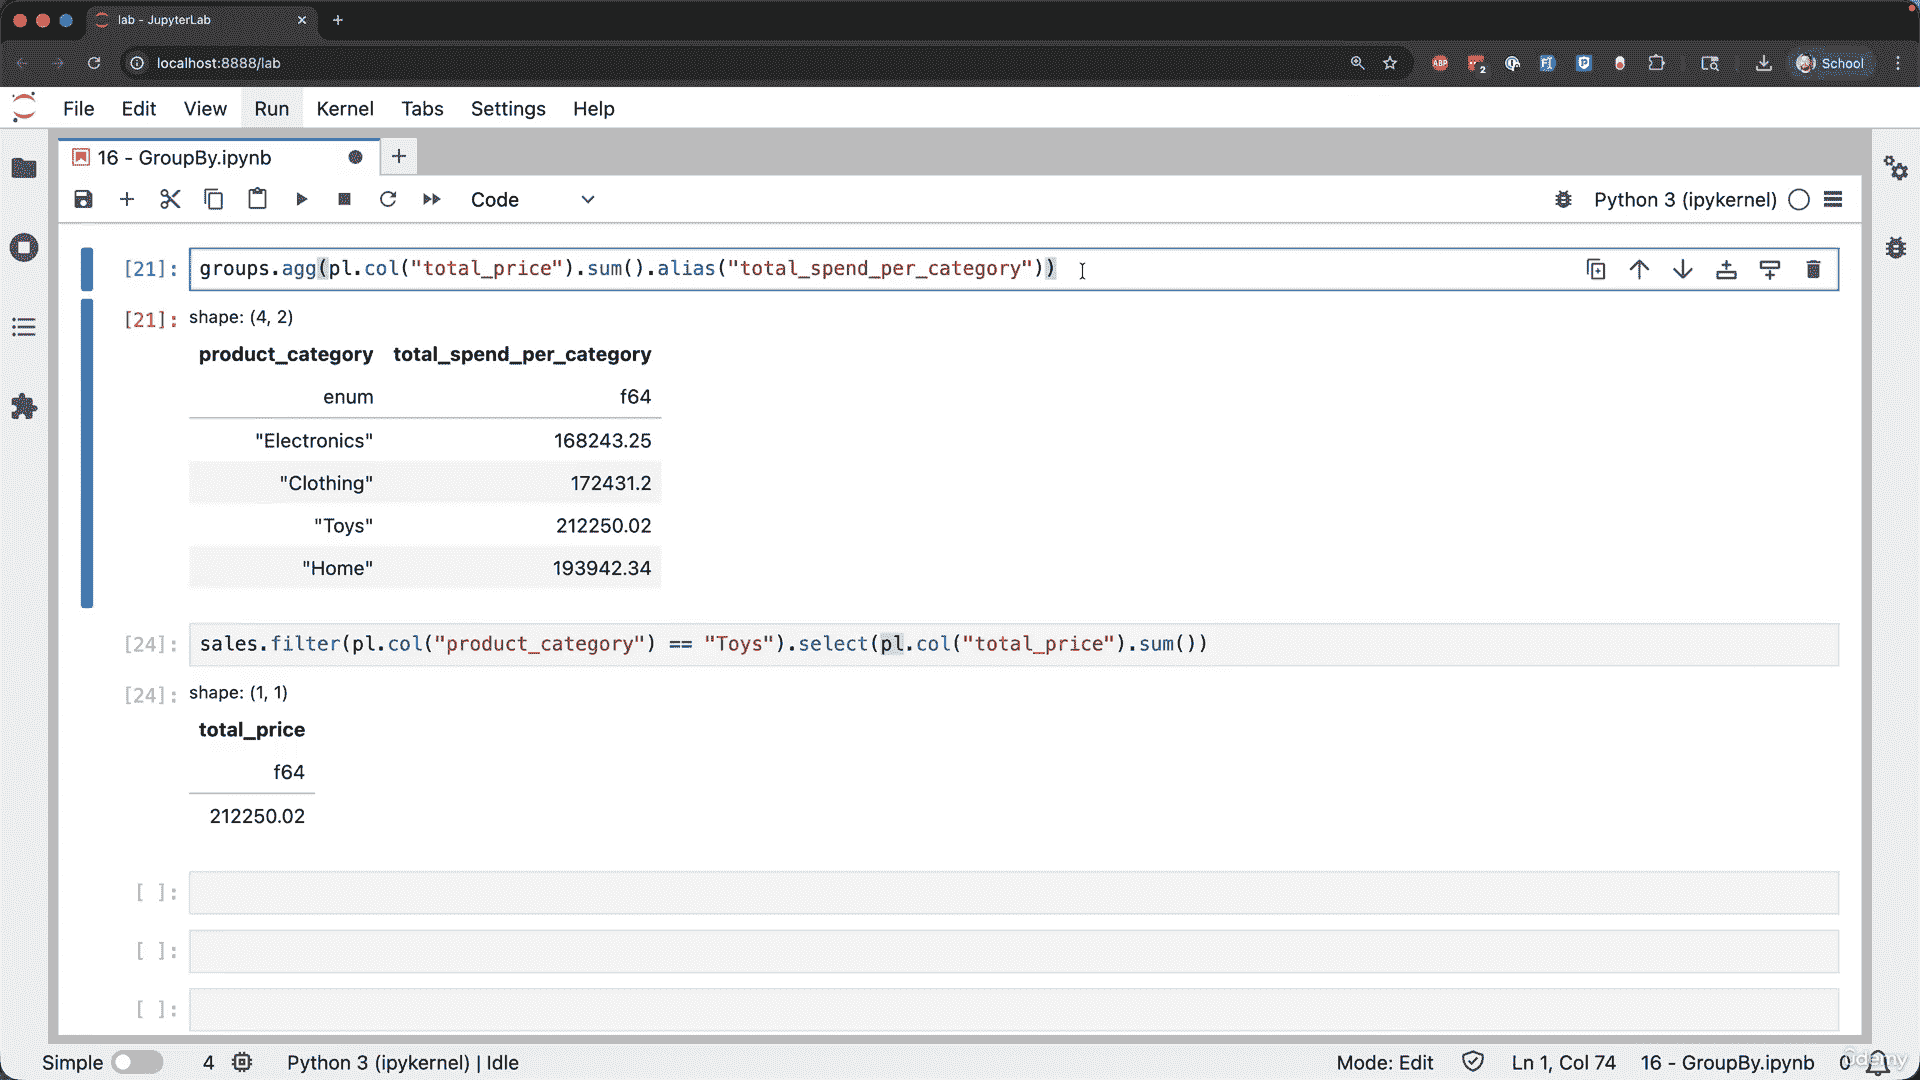 lab - JupyterLab
localhost:8888/lab
ABP
2
School
File Edit View Run Kernel Tabs Settings Help
16 - GroupBy.ipynb
Code
Python 3 (ipykernel)
[21]: groups.agg(pl.col("total_price").sum().alias("total_spend_per_category"))
[21]: shape: (4, 2)
product_category total_spend_per_category
enum f64
"Electronics" 168243.25
"Clothing" 172431.2
"Toys" 212250.02
"Home" 193942.34
[24]: sales.filter(pl.col("product_category") == "Toys").select(pl.col("total_price").sum())
[24]: shape: (1, 1)
total_price
f64
212250.02
[ ]:
[ ]:
[ ]:
Simple 4 Python 3 (ipykernel) | Idle Mode: Edit Ln 1, Col 74 16 - GroupBy.ipynb 0
Udemy